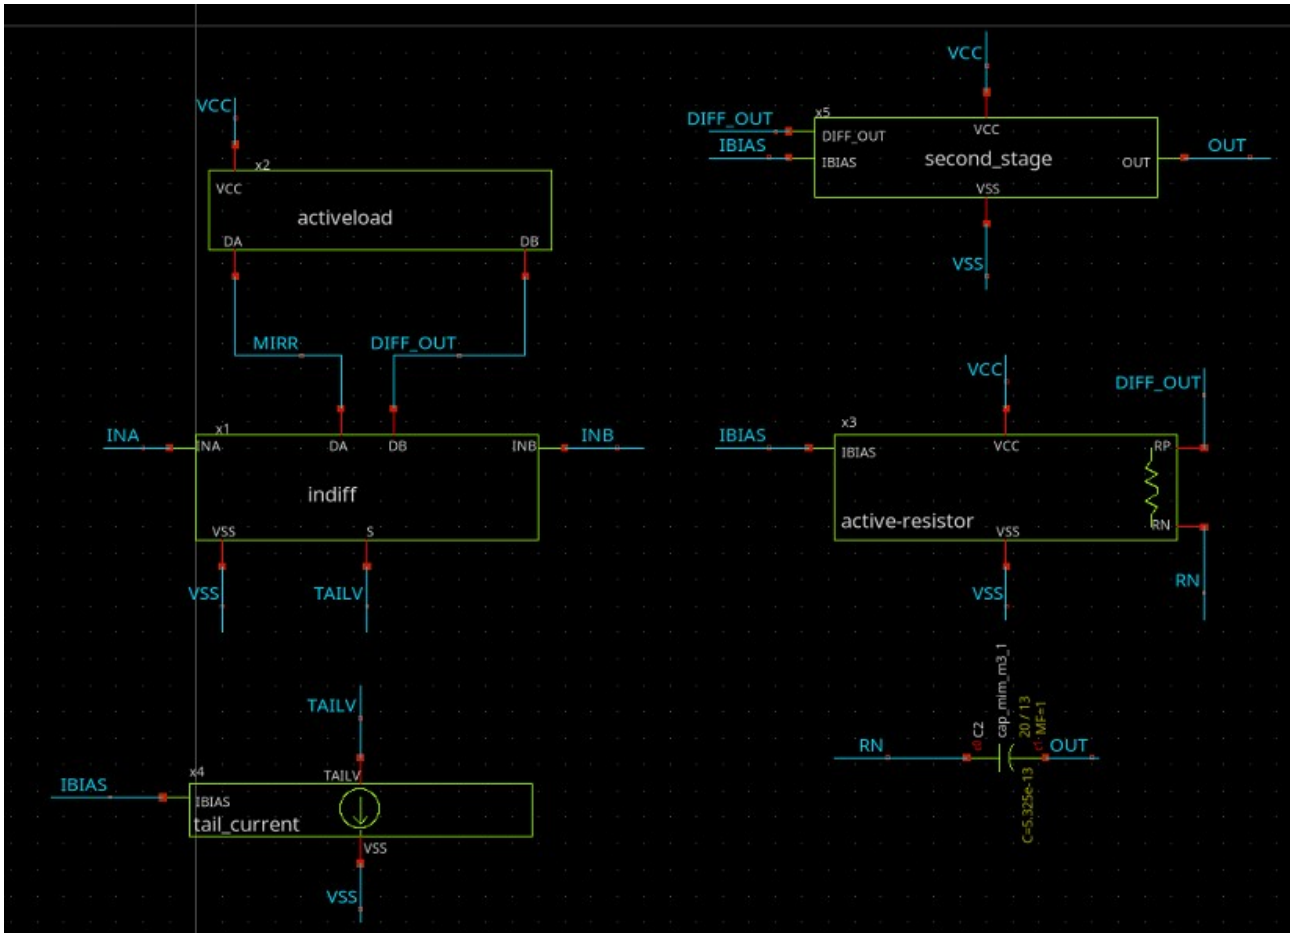 VCC
x2
VCC
activeload
DA
DB
MIRR
DIFF_OUT
INA
x1
INA
DA
DB
INB
INB
indiff
VSS
S
VSS
TAILV
TAILV
IBIAS
x4
TAILV
IBIAS
tail_current
VSS
VSS
VCC
DIFF_OUT
IBIAS
x5
DIFF_OUT
VCC
IBIAS
second_stage
OUT
OUT
VSS
VSS
VCC
DIFF_OUT
IBIAS
x3
IBIAS
VCC
RP
active-resistor
VSS
RN
VSS
RN
RN
C2
c0
cap_mim_m3_1
20 / 13
MF=1
c1
OUT
C=5.325e-13